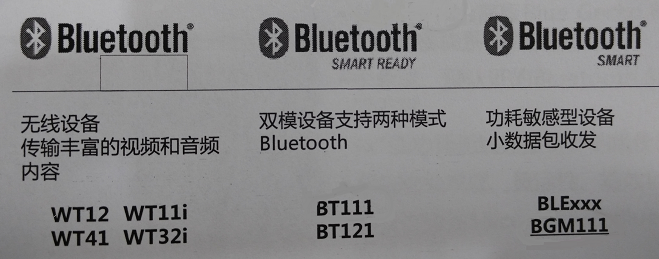 Bluetooth®
无线设备
传输丰富的视频和音频
内容
WT12 WT11i
WT41 WT32i
Bluetooth®
SMART READY
双模设备支持两种模式
Bluetooth
BT111
BT121
Bluetooth®
SMART
功耗敏感型设备
小数据包收发
BLExxx
BGM111